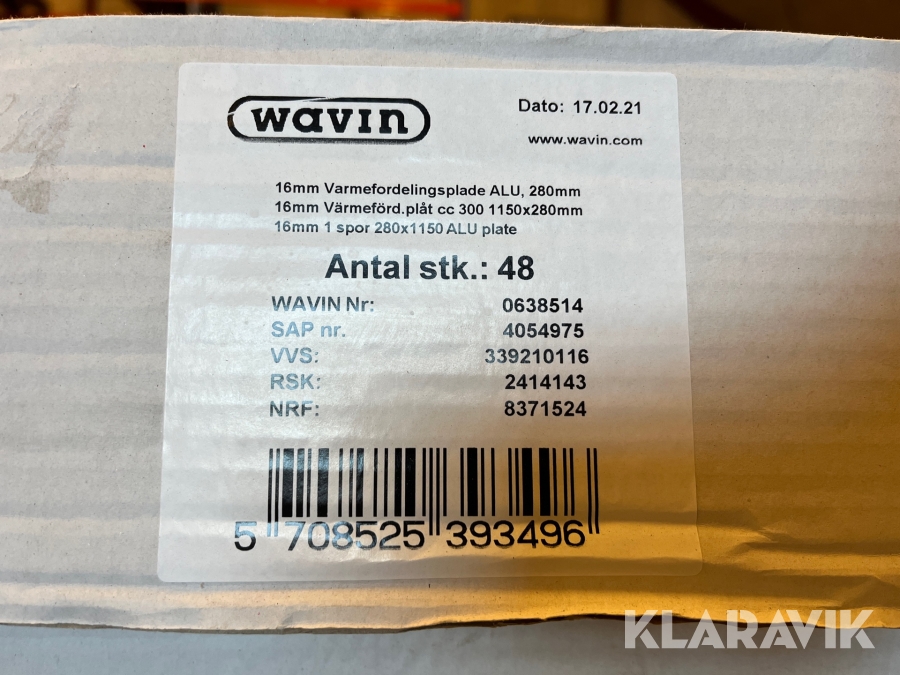 wavin
Dato: 17.02.21
www.wavin.com
16mm Varmefordelingsplade ALU, 280mm
16mm Värmeförd.plåt cc 300 1150x280mm
16mm 1 spor 280x1150 ALU plate
Antal stk.: 48
WAVIN Nr: 0638514
SAP nr. 4054975
VVS: 339210116
RSK: 2414143
NRF: 8371524
5 708525 393496
KLARAVIK